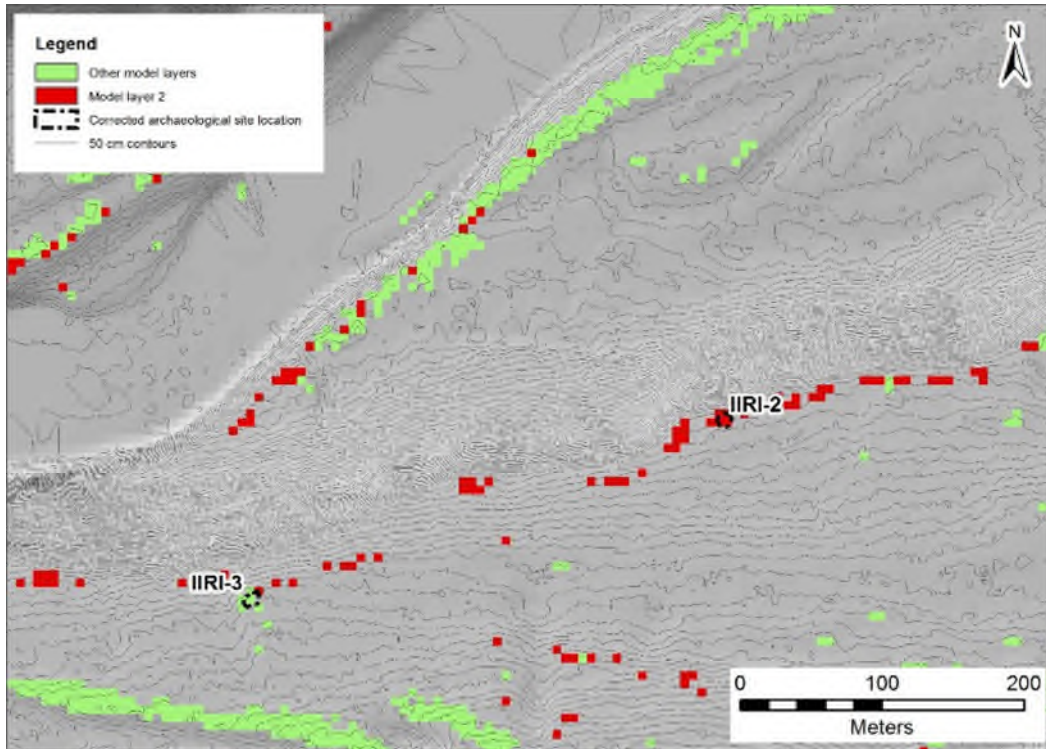 Legend
Other model layers
Model layer 2
Corrected archaeological site location
50 cm contours
N
IIRI-2
IIRI-3
0 100 200
Meters